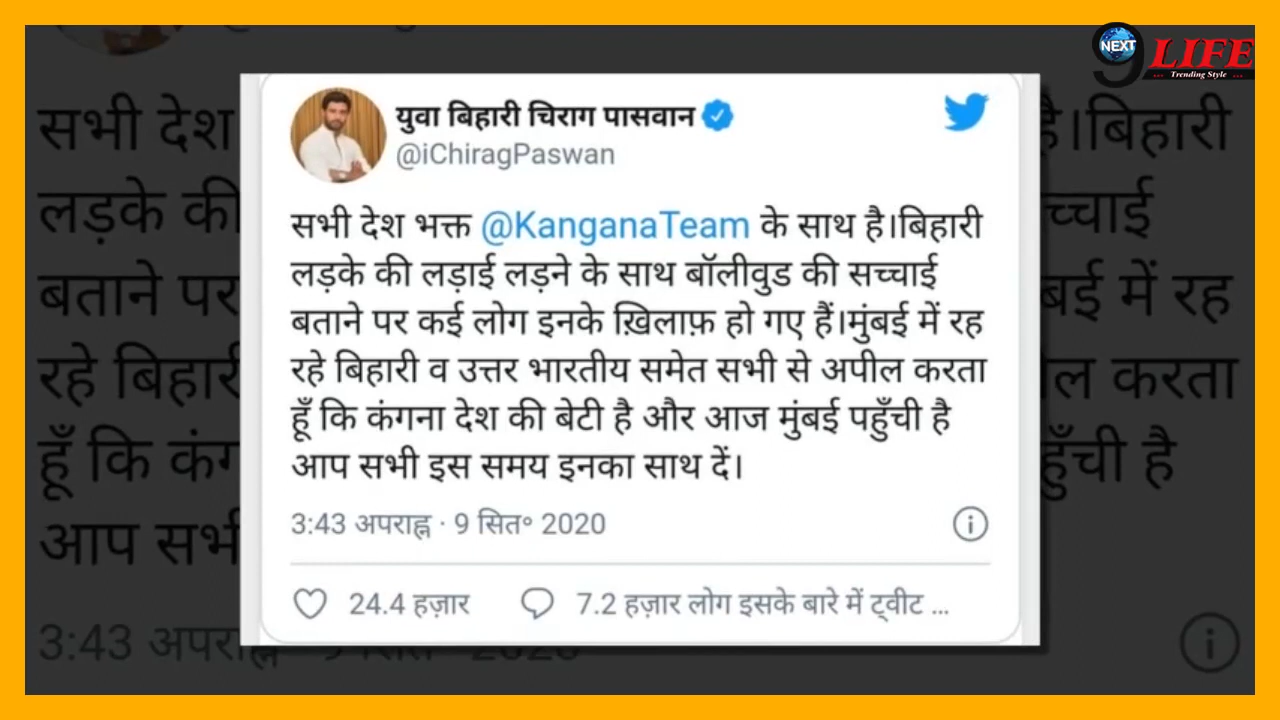 NEXT
9 LIFE
... Trending Style ...
युवा बिहारी चिराग पासवान
@iChiragPaswan
सभी देश भक्त @KanganaTeam के साथ है।बिहारी
लड़के की लड़ाई लड़ने के साथ बॉलीवुड की सच्चाई
बताने पर कई लोग इनके ख़िलाफ़ हो गए हैं।मुंबई में रह
रहे बिहारी व उत्तर भारतीय समेत सभी से अपील करता
हूँ कि कंगना देश की बेटी है और आज मुंबई पहुँची है
आप सभी इस समय इनका साथ दें।
3:43 अपराह्न · 9 सित॰ 2020
24.4 हज़ार 7.2 हज़ार लोग इसके बारे में ट्वीट ...